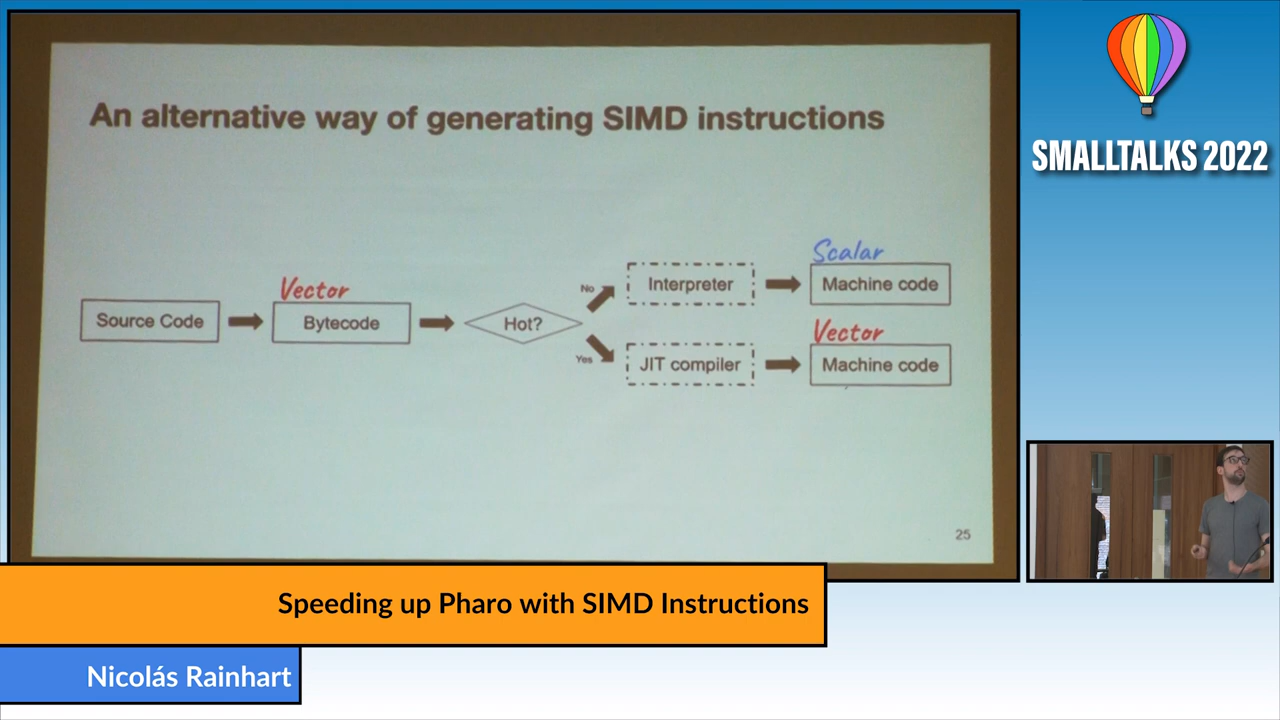 An alternative way of generating SIMD instructions
Source Code
Vector
Bytecode
Hot?
No
Yes
Interpreter
JIT compiler
Scalar
Machine code
Vector
Machine code
25
SMALLTALKS 2022
Speeding up Pharo with SIMD Instructions
Nicolás Rainhart